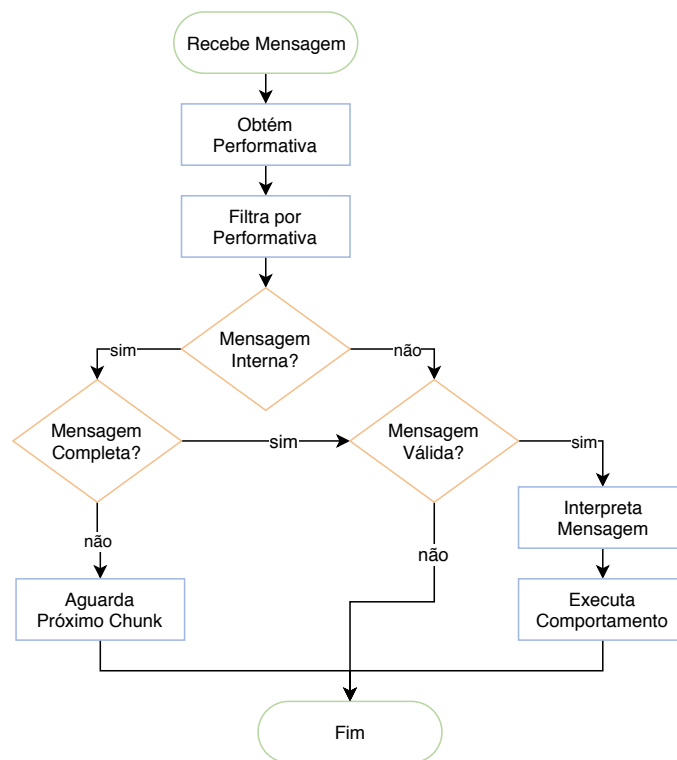 Recebe Mensagem
Obtém
Performativa
Filtra por
Performativa
Mensagem
Interna?
sim
não
Mensagem
Completa?
sim
Mensagem
Válida?
sim
Interpreta
Mensagem
não
não
Aguarda
Próximo Chunk
Executa
Comportamento
Fim